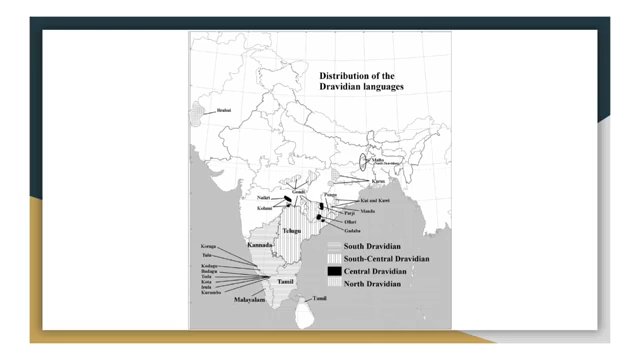 Distribution of the
Dravidian languages
Brahui
Malto
Kurux
Gondi
Naikri
Kolami
Pengo
Kui and Kuvi
Manda
Parji
Ollari
Gadaba
Telugu
Kannada
Koraga
Tulu
Kodagu
Badaga
Toda
Kota
Irula
Kurumba
Tamil
Malayalam
Tamil
South Dravidian
South-Central Dravidian
Central Dravidian
North Dravidian